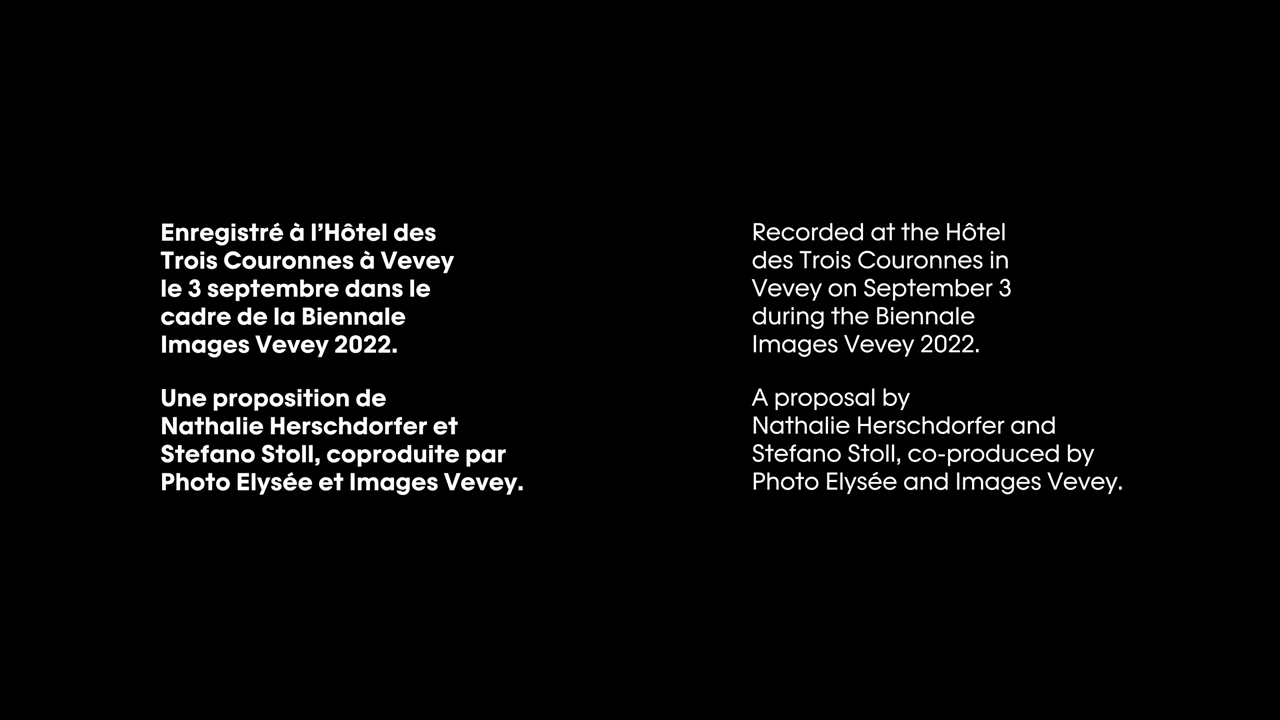 Enregistré à l’Hôtel des
Trois Couronnes à Vevey
le 3 septembre dans le
cadre de la Biennale
Images Vevey 2022.
Une proposition de
Nathalie Herschdorfer et
Stefano Stoll, coproduite par
Photo Elysée et Images Vevey.
Recorded at the Hôtel
des Trois Couronnes in
Vevey on September 3
during the Biennale
Images Vevey 2022.
A proposal by
Nathalie Herschdorfer and
Stefano Stoll, co-produced by
Photo Elysée and Images Vevey.